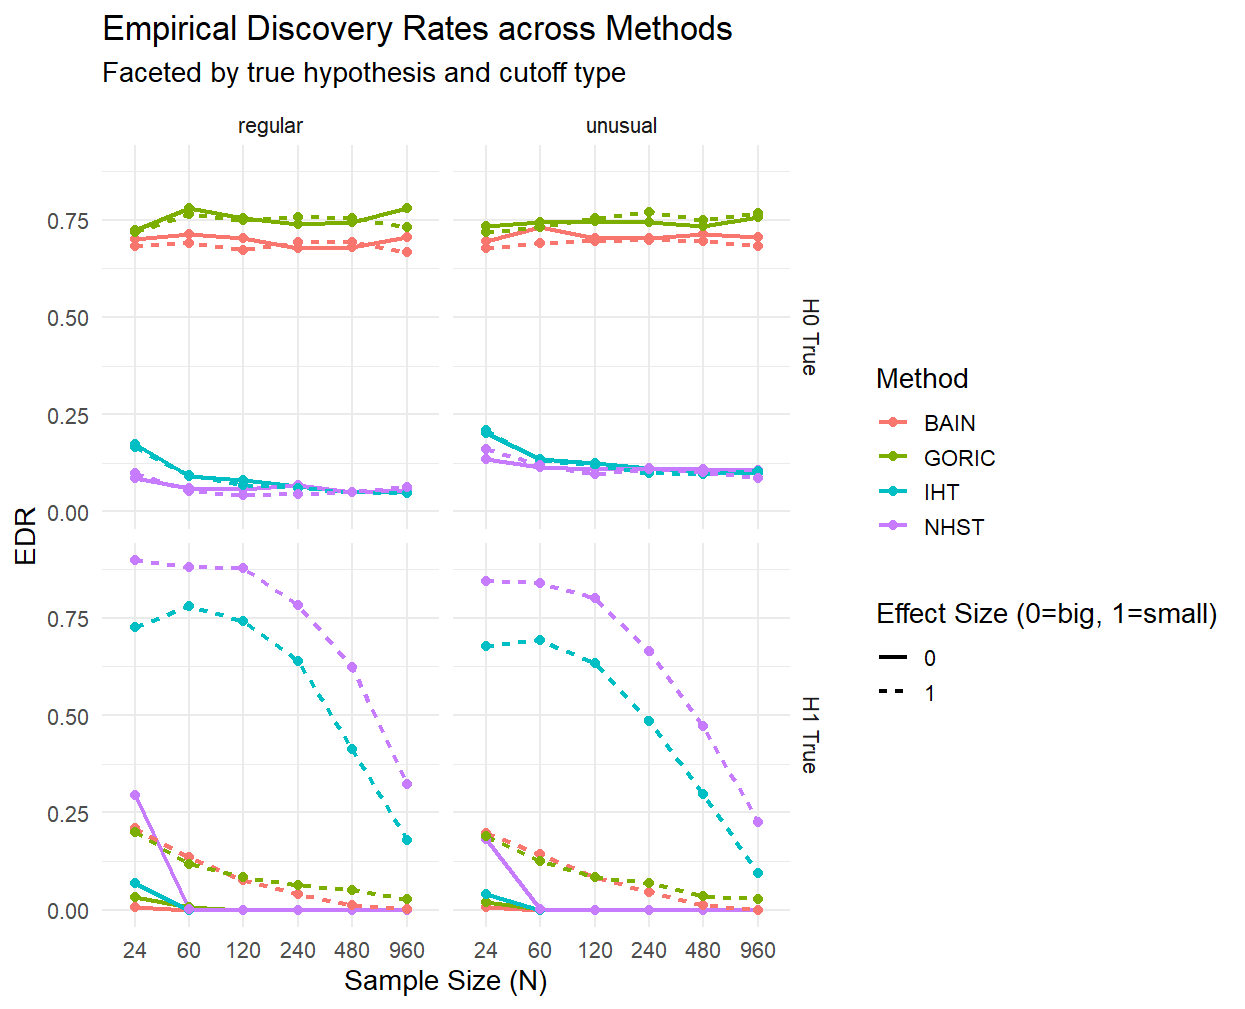 Empirical Discovery Rates across Methods
Faceted by true hypothesis and cutoff type
regular
unusual
0.75
0.50
0.25
0.00
H0 True
EDR
0.75
0.50
0.25
0.00
H1 True
24 60 120 240 480 960
24 60 120 240 480 960
Sample Size (N)
Method
BAIN
GORIC
IHT
NHST
Effect Size (0=big, 1=small)
0
1